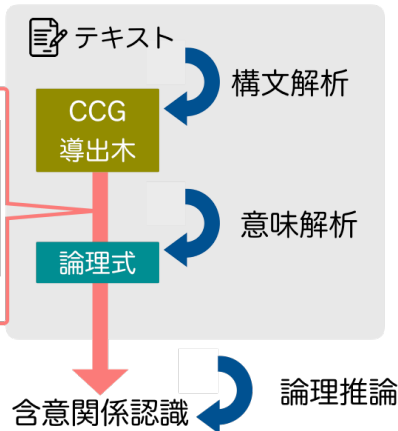 テキスト
構文解析
CCG
導出木
意味解析
論理式
論理推論
含意関係認識